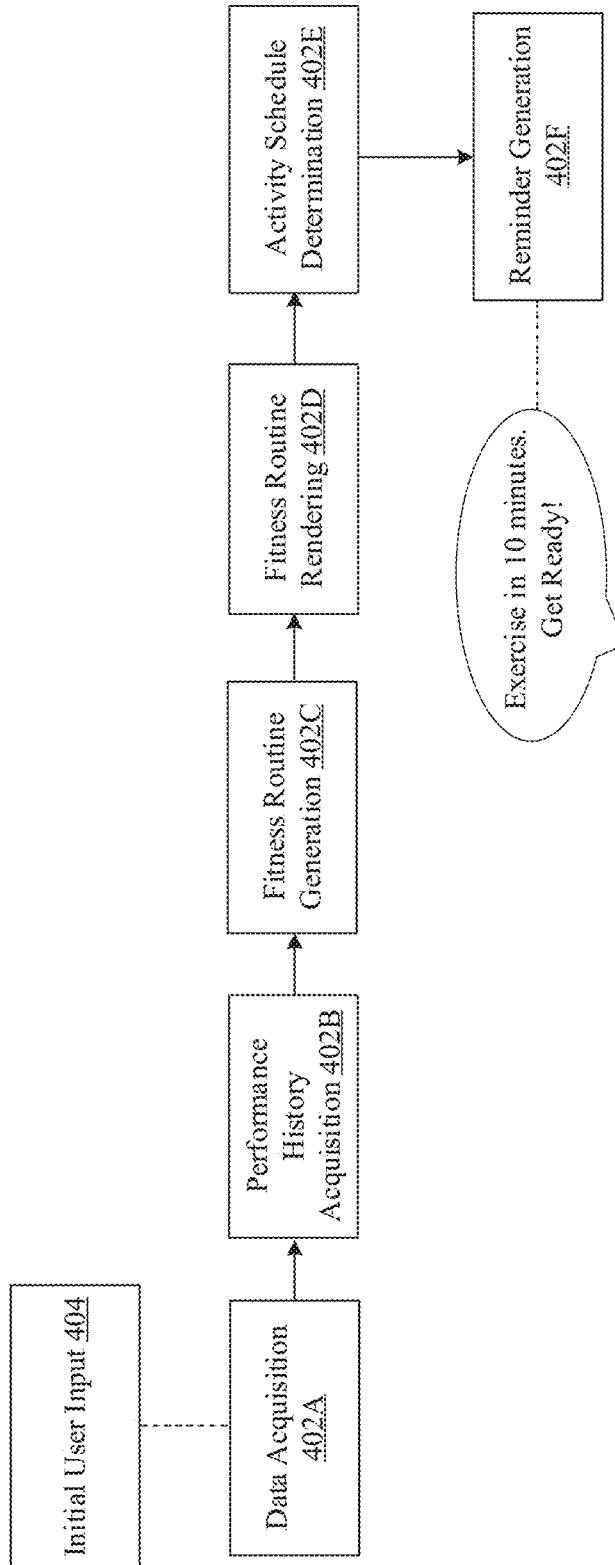 Initial User Input 404
Data Acquisition
402A
Performance
History
Acquisition 402B
Fitness Routine
Generation 402C
Fitness Routine
Rendering 402D
Activity Schedule
Determination 402E
Reminder Generation
402F
Exercise in 10 minutes.
Get Ready!